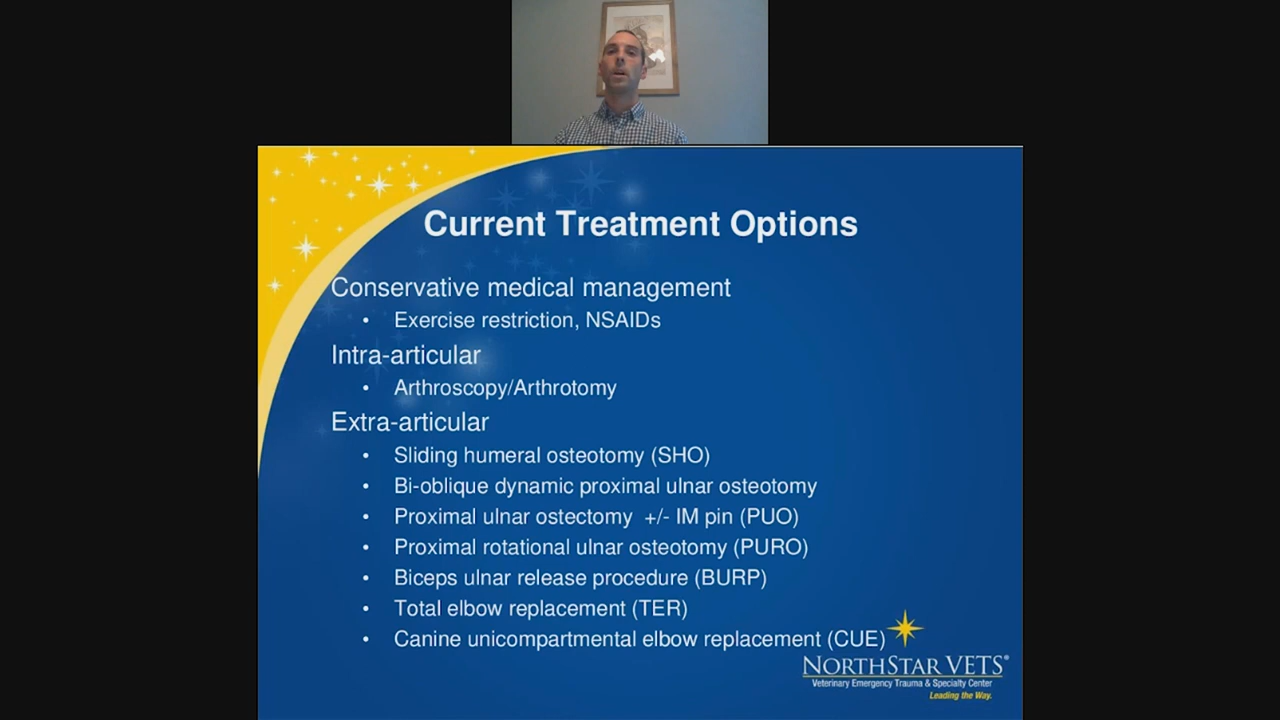 Current Treatment Options
Conservative medical management
• Exercise restriction, NSAIDs
Intra-articular
• Arthroscopy/Arthrotomy
Extra-articular
• Sliding humeral osteotomy (SHO)
• Bi-oblique dynamic proximal ulnar osteotomy
• Proximal ulnar ostectomy +/- IM pin (PUO)
• Proximal rotational ulnar osteotomy (PURO)
• Biceps ulnar release procedure (BURP)
• Total elbow replacement (TER)
• Canine unicompartmental elbow replacement (CUE)
NORTHSTAR VETS®
Veterinary Emergency Trauma & Specialty Center
Leading the Way.